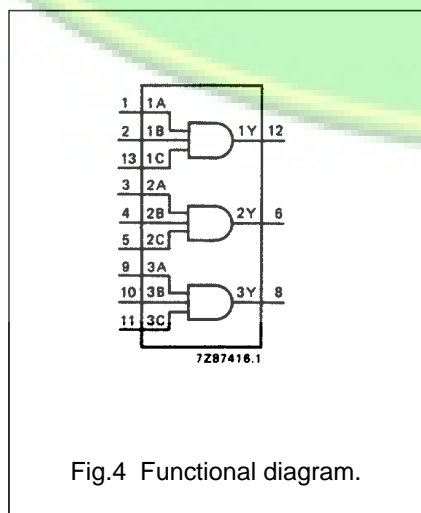 1 1A
2 1B 1Y 12
13 1C
3 2A
4 2B 2Y 6
5 2C
9 3A
10 3B 3Y 8
11 3C
7Z87416.1
Fig.4 Functional diagram.